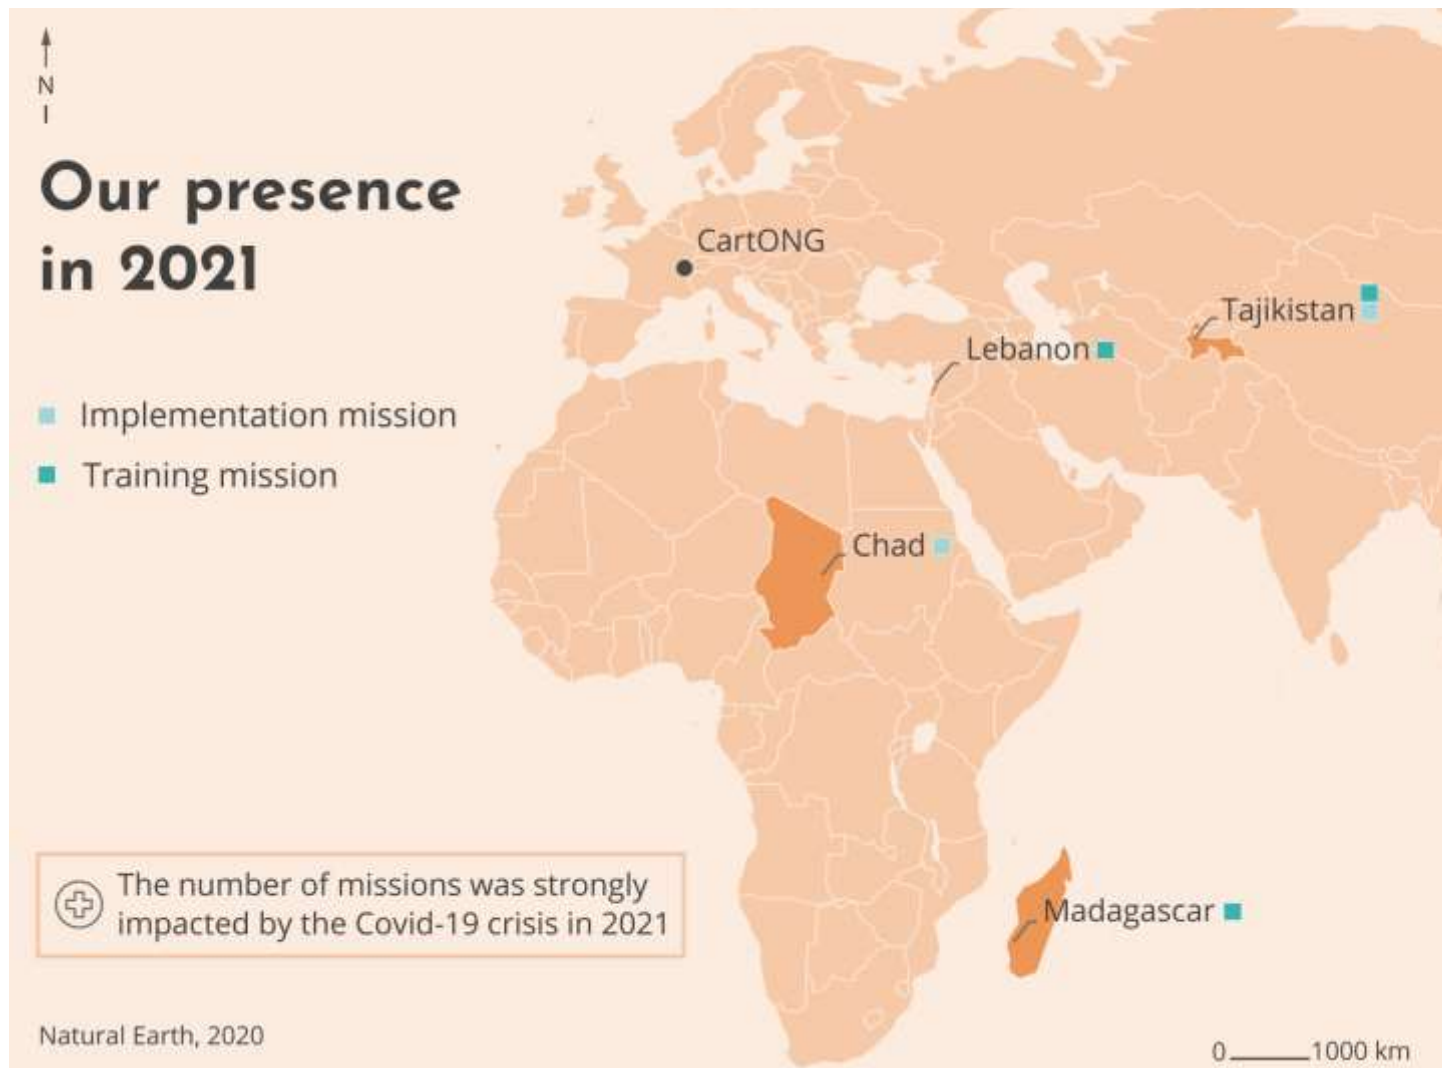 N
Our presence
in 2021
CartONG
Tajikistan
Lebanon
Implementation mission
Training mission
Chad
The number of missions was strongly
impacted by the Covid-19 crisis in 2021
Madagascar
Natural Earth, 2020
0 1000 km